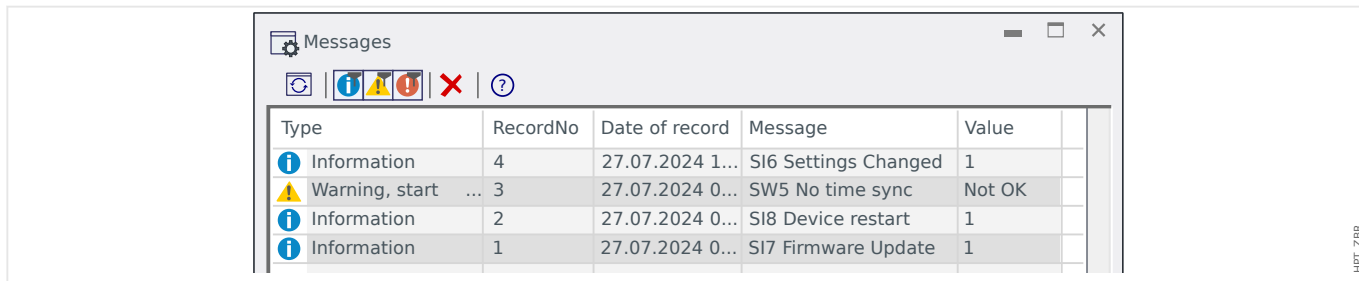 Messages
Type RecordNo Date of record Message Value
Information 4 27.07.2024 1... SI6 Settings Changed 1
Warning, start ... 3 27.07.2024 0... SW5 No time sync Not OK
Information 2 27.07.2024 0... SI8 Device restart 1
Information 1 27.07.2024 0... SI7 Firmware Update 1